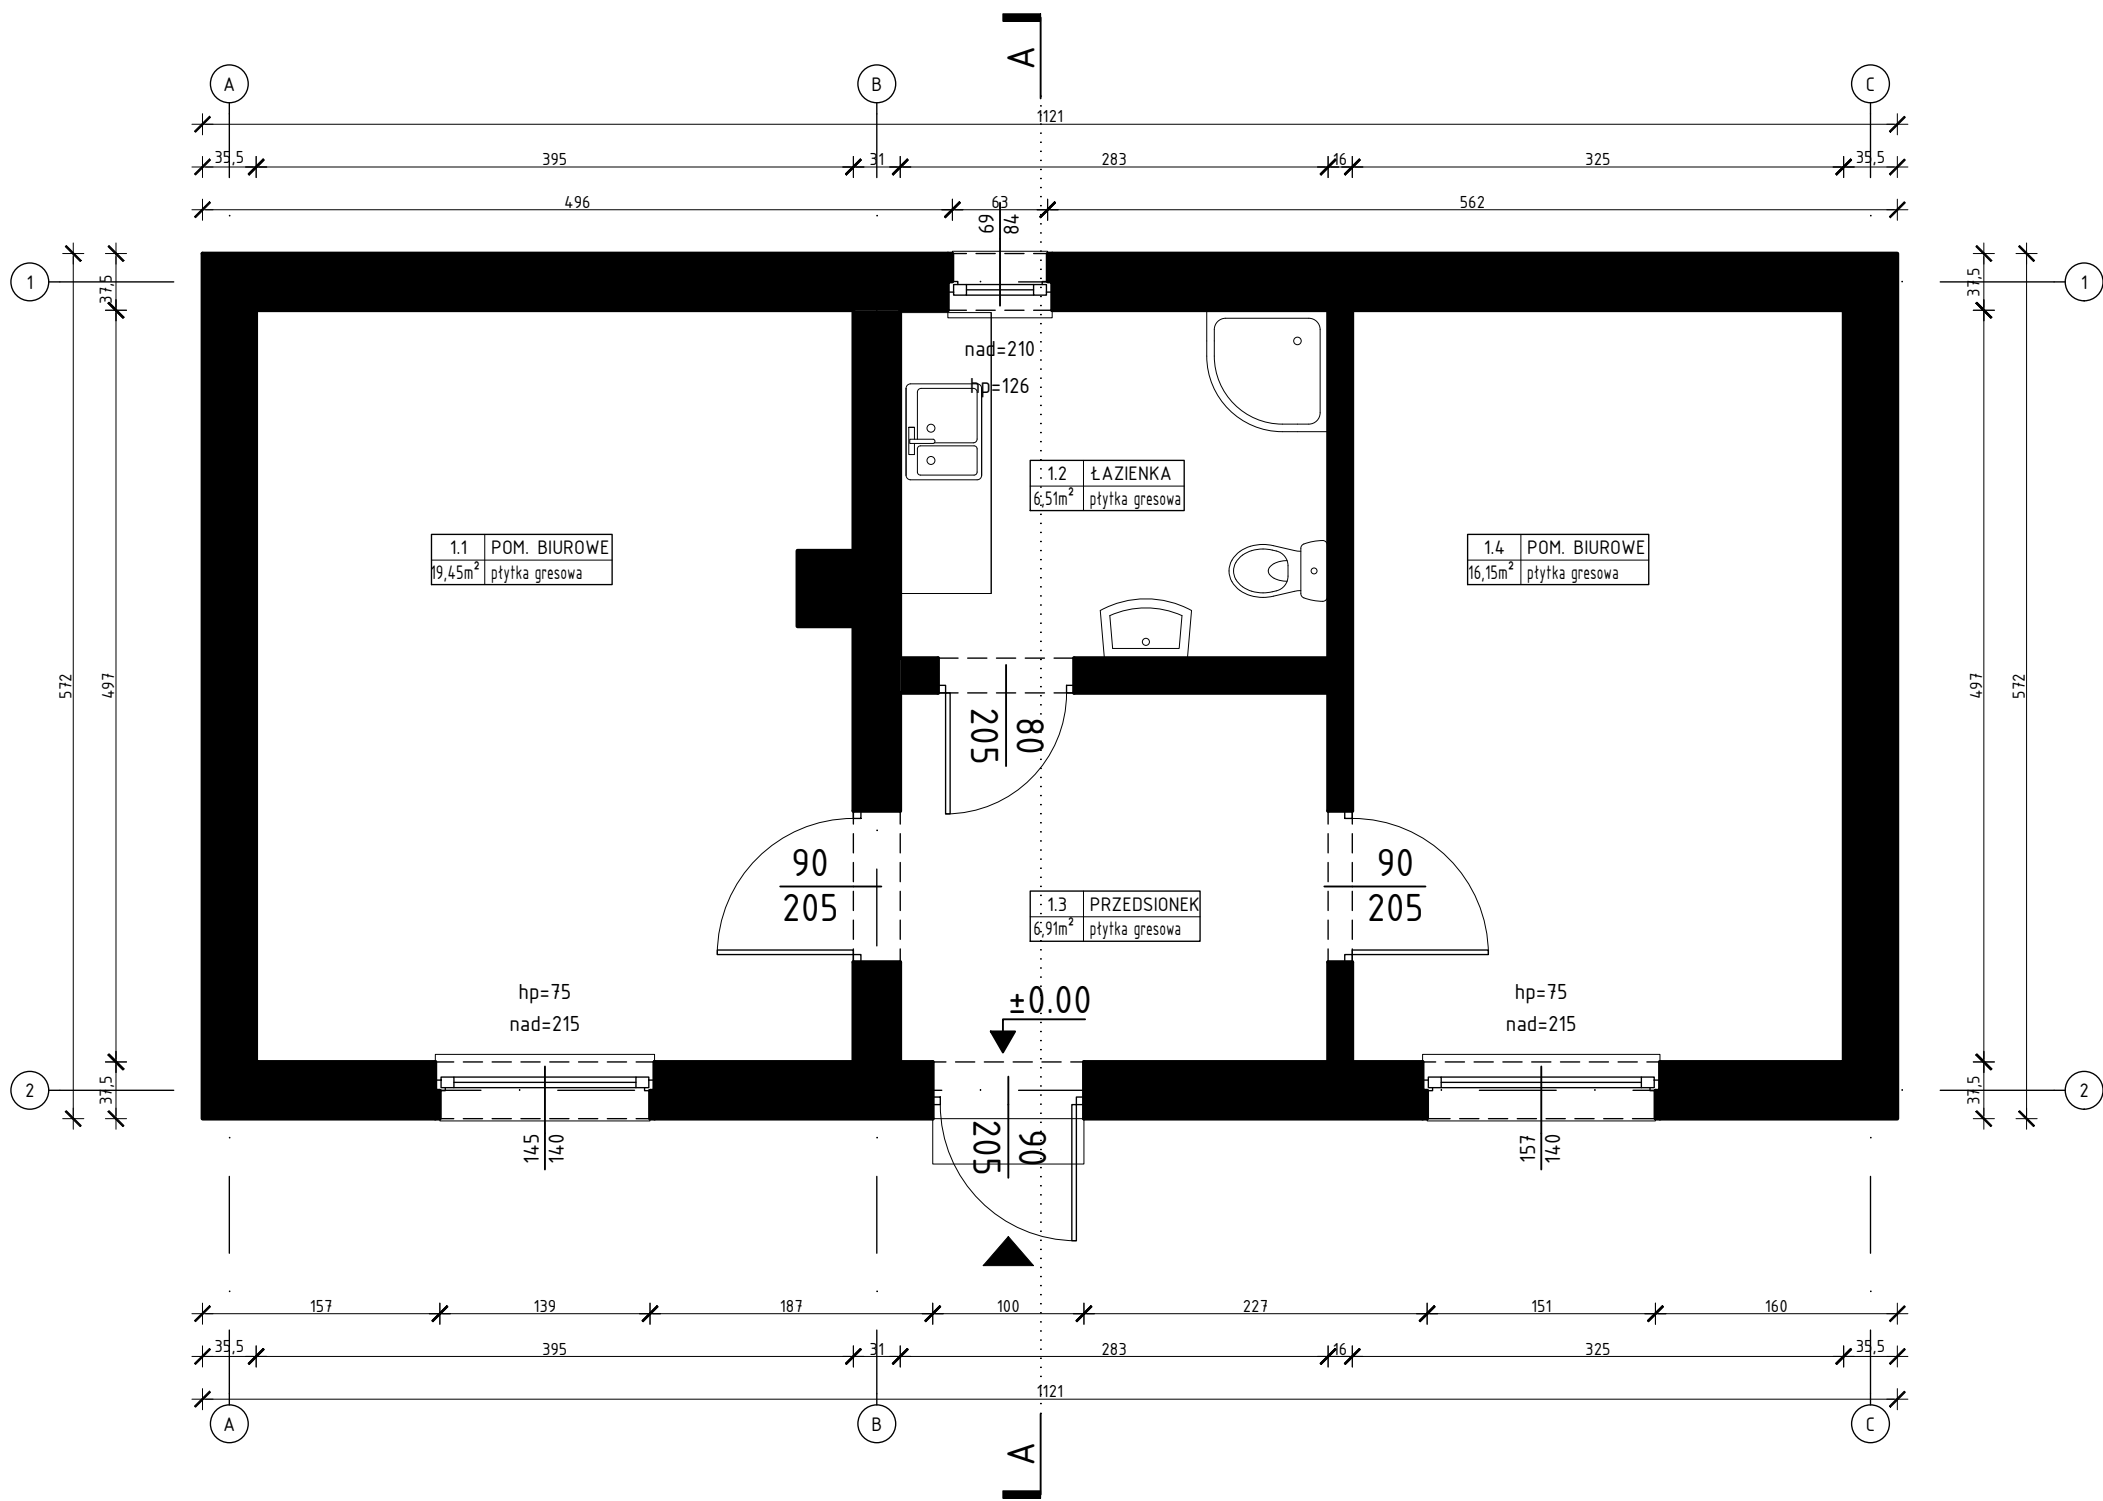 A
A
B
C
1121
35,5
395
31
283
16
325
35,5
496
63
562
69
84
1
1
37,5
37,5
nad=210
hp=126
1.2 ŁAZIENKA
6,51m² płytka gresowa
1.1 POM. BIUROWE
19,45m² płytka gresowa
1.4 POM. BIUROWE
16,15m² płytka gresowa
572
497
497
572
80
205
90
205
90
205
1.3 PRZEDSIONEK
6,91m² płytka gresowa
hp=75
nad=215
±0.00
hp=75
nad=215
2
2
37,5
37,5
145
140
90
205
157
140
157
139
187
100
227
151
160
35,5
395
31
283
16
325
35,5
1121
A
B
C
A